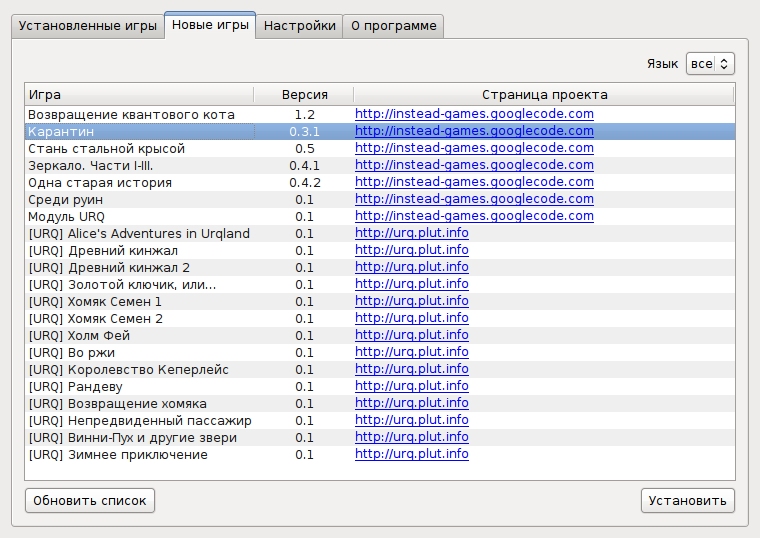 Установленные игры Новые игры Настройки О программе
Язык все
Игра Версия Страница проекта
Возвращение квантового кота 1.2 http://instead-games.googlecode.com
Карантин 0.3.1 http://instead-games.googlecode.com
Стань стальной крысой 0.5 http://instead-games.googlecode.com
Зеркало. Части I-III. 0.4.1 http://instead-games.googlecode.com
Одна старая история 0.4.2 http://instead-games.googlecode.com
Среди руин 0.1 http://instead-games.googlecode.com
Модуль URQ 0.1 http://instead-games.googlecode.com
[URQ] Alice's Adventures in Urqland 0.1 http://urq.plut.info
[URQ] Древний кинжал 0.1 http://urq.plut.info
[URQ] Древний кинжал 2 0.1 http://urq.plut.info
[URQ] Золотой ключик, или... 0.1 http://urq.plut.info
[URQ] Хомяк Семен 1 0.1 http://urq.plut.info
[URQ] Хомяк Семен 2 0.1 http://urq.plut.info
[URQ] Холм Фей 0.1 http://urq.plut.info
[URQ] Во ржи 0.1 http://urq.plut.info
[URQ] Королевство Кеперлейс 0.1 http://urq.plut.info
[URQ] Рандеву 0.1 http://urq.plut.info
[URQ] Возвращение хомяка 0.1 http://urq.plut.info
[URQ] Непредвиденный пассажир 0.1 http://urq.plut.info
[URQ] Винни-Пух и другие звери 0.1 http://urq.plut.info
[URQ] Зимнее приключение 0.1 http://urq.plut.info
Обновить список Установить